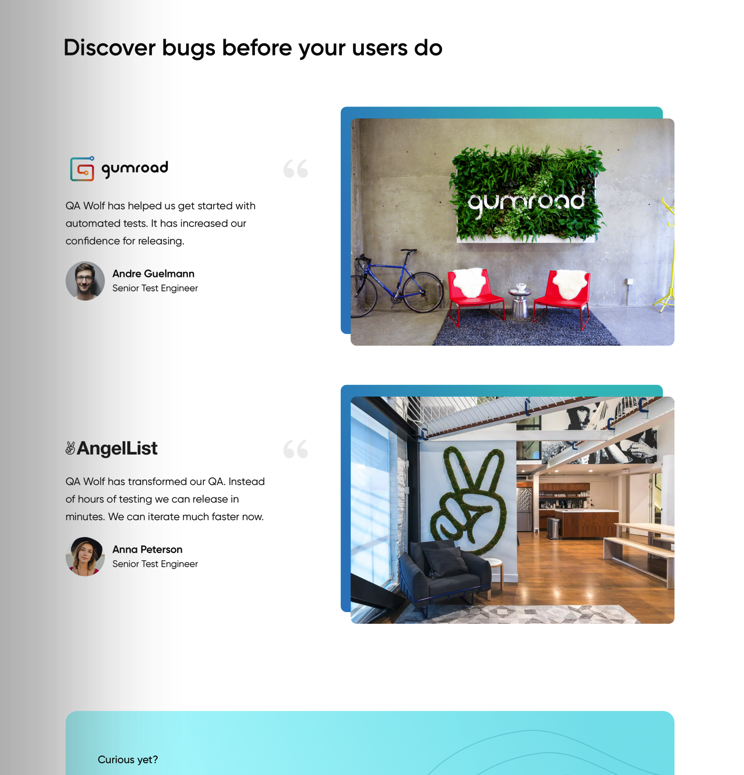 Discover bugs before your users do
gumroad
QA Wolf has helped us get started with
automated tests. It has increased our
confidence for releasing.
Andre Guelmann
Senior Test Engineer
gumroad
AngelList
QA Wolf has transformed our QA. Instead
of hours of testing we can release in
minutes. We can iterate much faster now.
Anna Peterson
Senior Test Engineer
Curious yet?